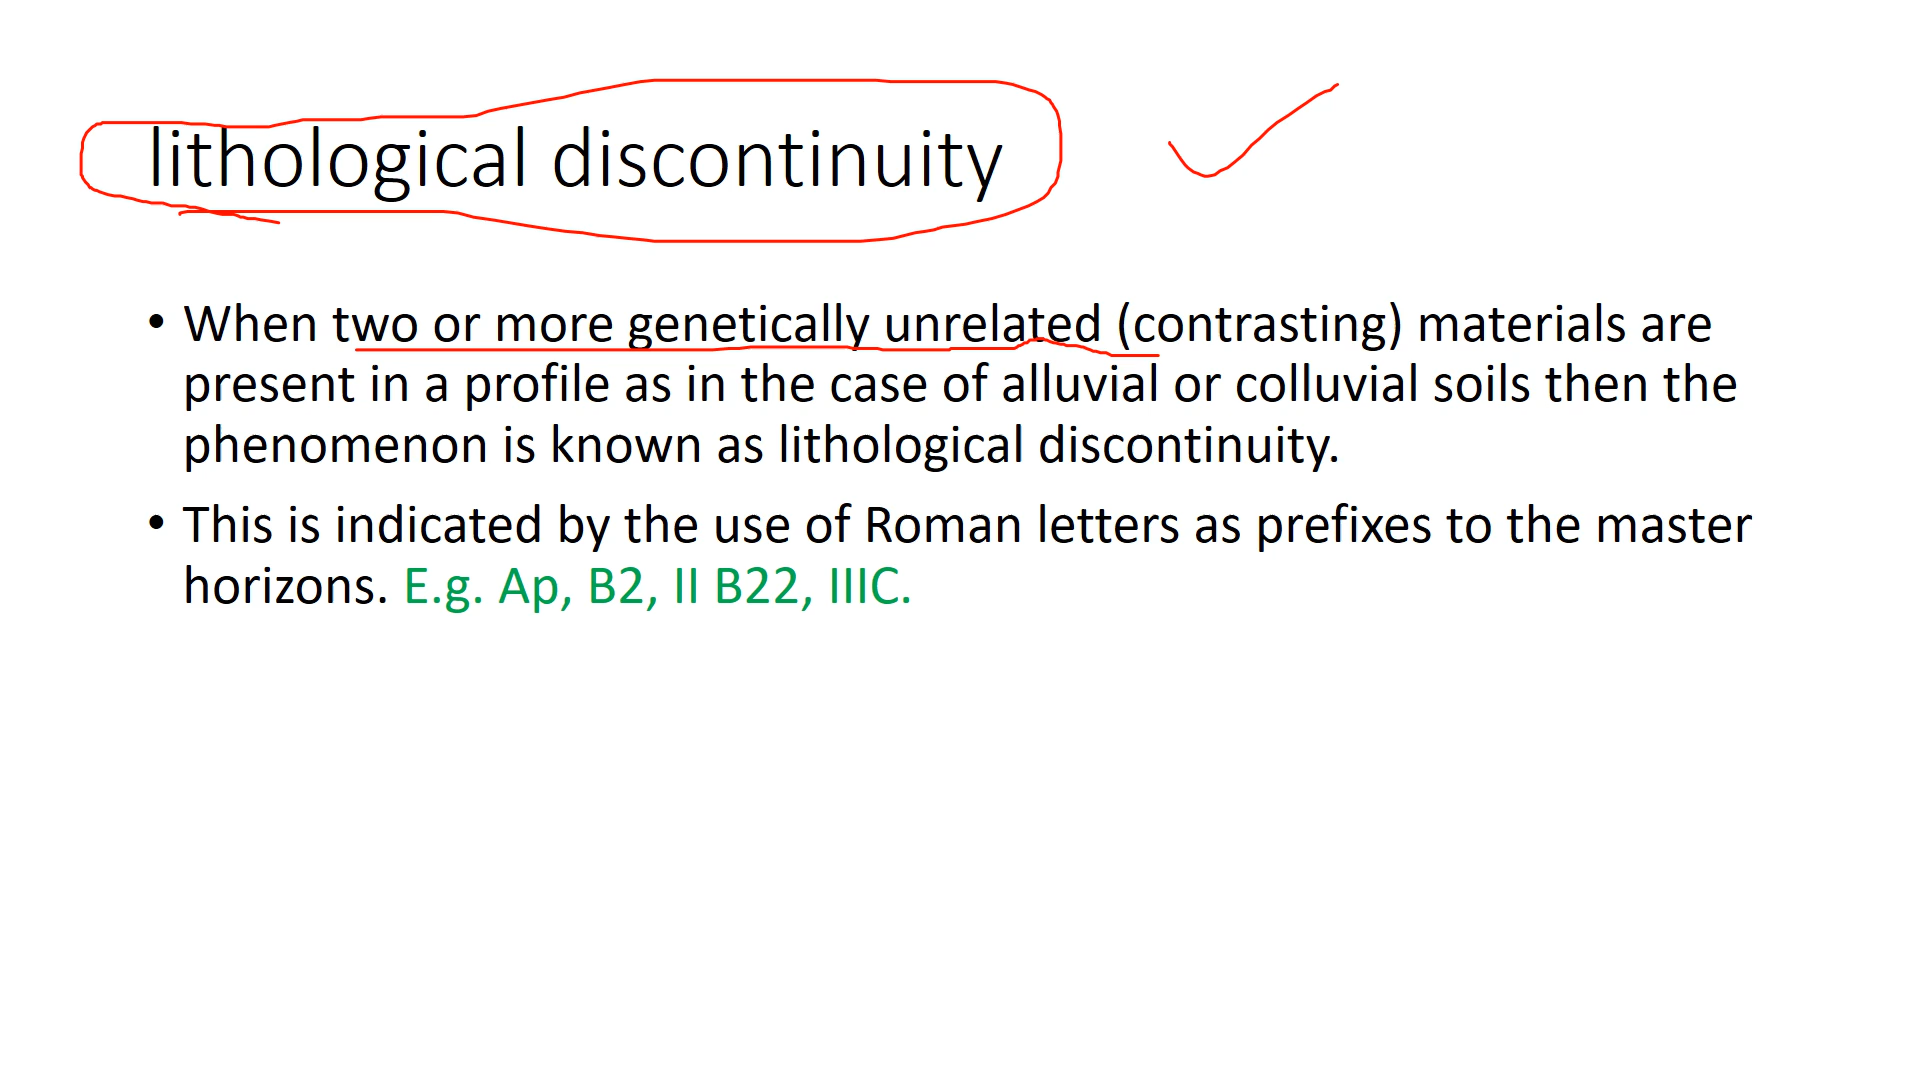 lithological discontinuity
• When two or more genetically unrelated (contrasting) materials are
present in a profile as in the case of alluvial or colluvial soils then the
phenomenon is known as lithological discontinuity.
• This is indicated by the use of Roman letters as prefixes to the master
horizons. E.g. Ap, B2, II B22, IIIC.